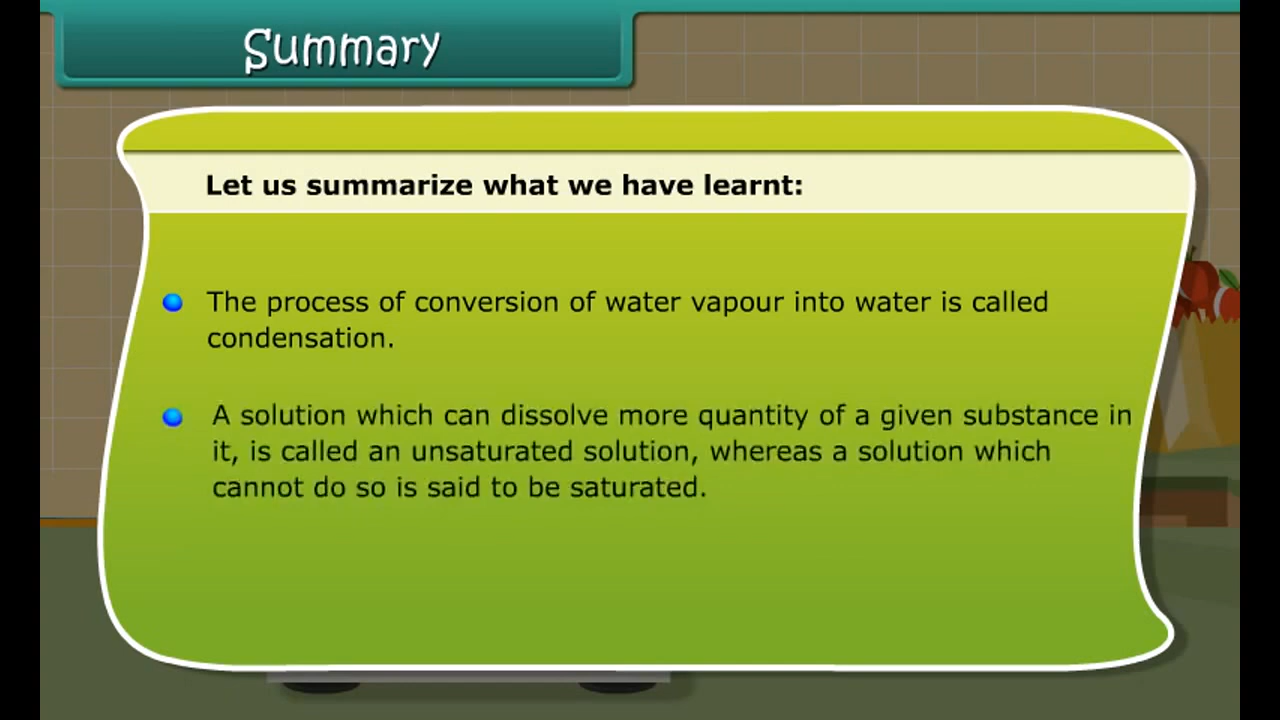 Summary
Let us summarize what we have learnt:
The process of conversion of water vapour into water is called
condensation.
A solution which can dissolve more quantity of a given substance in
it, is called an unsaturated solution, whereas a solution which
cannot do so is said to be saturated.